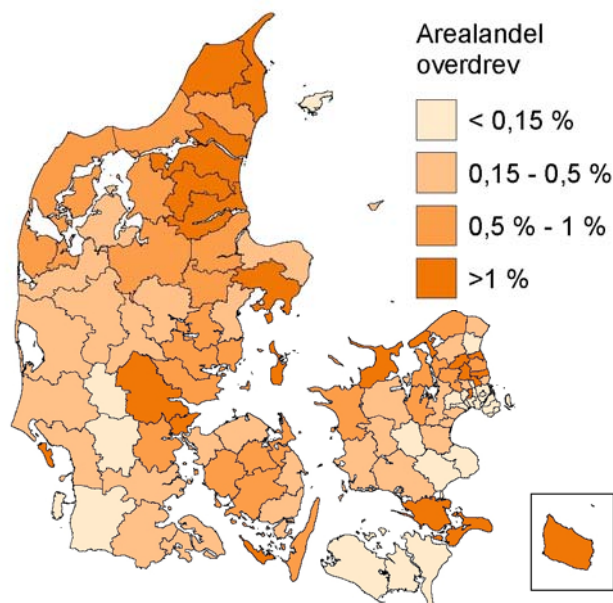 Arealandel
overdrev
< 0,15 %
0,15 - 0,5 %
0,5 % - 1 %
>1 %